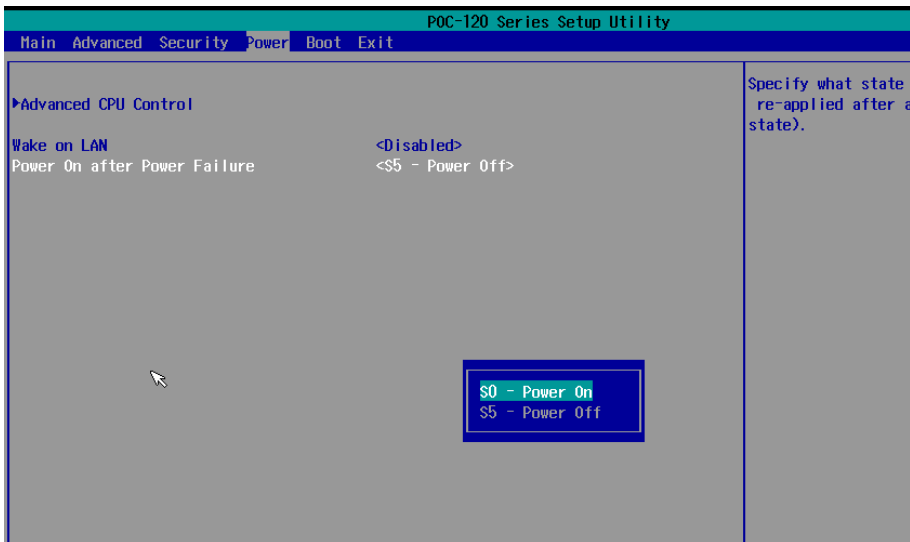 POC-120 Series Setup Utility
Main Advanced Security Power Boot Exit
▶Advanced CPU Control
Wake on LAN <Disabled>
Power On after Power Failure <S5 - Power Off>
Specify what state
re-applied after a
state).
S0 - Power On
S5 - Power Off